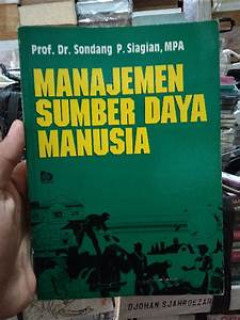 Prof. Dr. Sondang P. Siagian, MPA
MANAJEMEN
SUMBER DAYA
MANUSIA
DJOHAN SJAHROEZAH